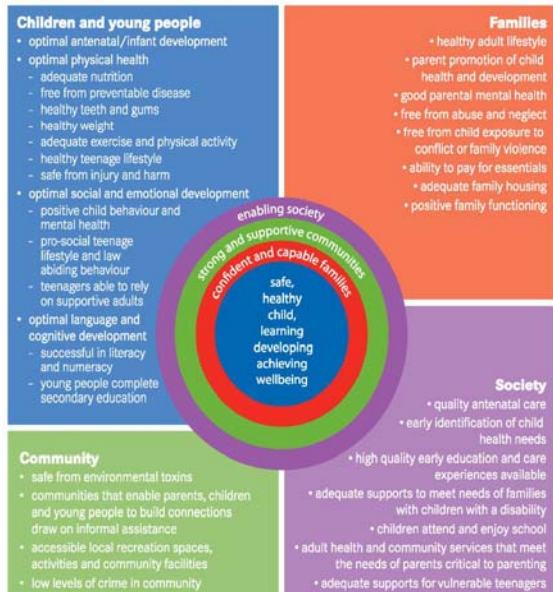 Children and young people
• optimal antenatal/infant development
• optimal physical health
- adequate nutrition
- free from preventable disease
- healthy teeth and gums
- healthy weight
- adequate exercise and physical activity
- healthy teenage lifestyle
- safe from injury and harm
• optimal social and emotional development
- positive child behaviour and
mental health
- pro-social teenage
lifestyle and law
abiding behaviour
- teenagers able to rely
on supportive adults
• optimal language and
cognitive development
- successful in literacy
and numeracy
- young people complete
secondary education
Families
• healthy adult lifestyle
• parent promotion of child
health and development
• good parental mental health
• free from abuse and neglect
• free from child exposure to
conflict or family violence
• ability to pay for essentials
• adequate family housing
• positive family functioning
enabling society
strong and supportive communities
confident and capable families
safe,
healthy
child,
learning
developing
achieving
wellbeing
Community
• safe from environmental toxins
• communities that enable parents, children
and young people to build connections
draw on informal assistance
• accessible local recreation spaces,
activities and community facilities
• low levels of crime in community
Society
• quality antenatal care
• early identification of child
health needs
• high quality early education and care
experiences available
• adequate supports to meet needs of families
with children with a disability
• children attend and enjoy school
• adult health and community services that meet
the needs of parents critical to parenting
• adequate supports for vulnerable teenagers